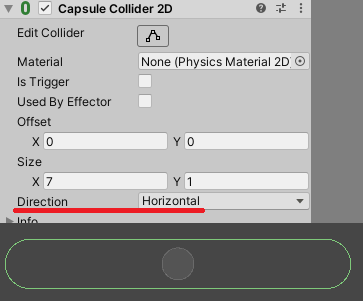 Capsule Collider 2D
Edit Collider
Material None (Physics Material 2D
Is Trigger
Used By Effector
Offset
X 0 Y 0
Size
X 7 Y 1
Direction Horizontal
Info